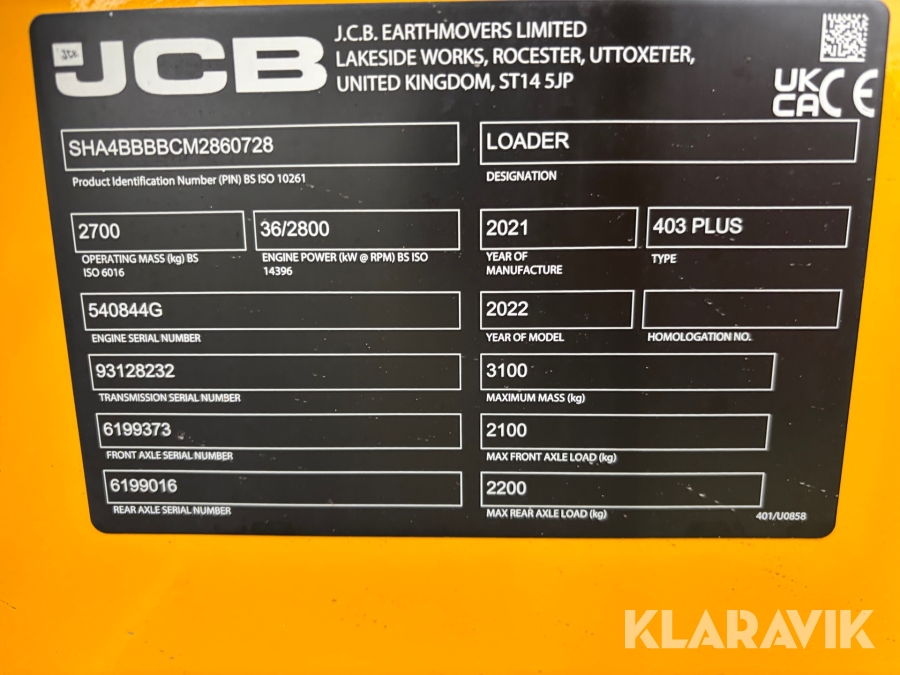 JCB
J.C.B. EARTHMOVERS LIMITED
LAKESIDE WORKS, ROCESTER, UTTOXETER,
UNITED KINGDOM, ST14 5JP
UK
CA CE
SHA4BBBBCM2860728
Product Identification Number (PIN) BS ISO 10261
LOADER
DESIGNATION
2700
OPERATING MASS (kg) BS
ISO 6016
36/2800
ENGINE POWER (kW @ RPM) BS ISO
14396
2021
YEAR OF
MANUFACTURE
403 PLUS
TYPE
540844G
ENGINE SERIAL NUMBER
2022
YEAR OF MODEL
HOMOLOGATION NO.
93128232
TRANSMISSION SERIAL NUMBER
3100
MAXIMUM MASS (kg)
6199373
FRONT AXLE SERIAL NUMBER
2100
MAX FRONT AXLE LOAD (kg)
6199016
REAR AXLE SERIAL NUMBER
2200
MAX REAR AXLE LOAD (kg)
401/U0858
KLARAVIK